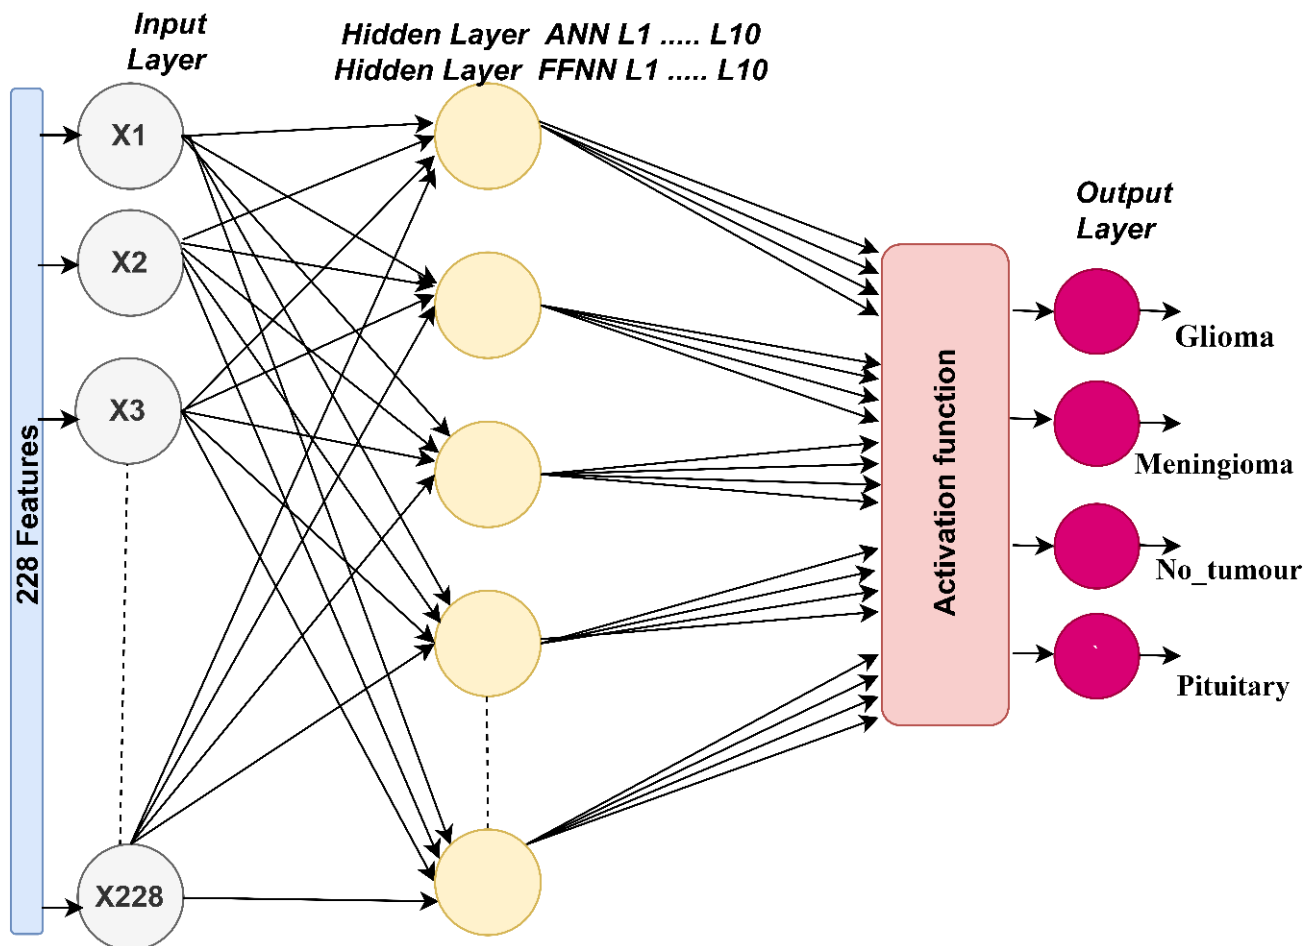 Input
Layer
Hidden Layer ANN L1 ..... L10
Hidden Layer FFNN L1 ..... L10
228 Features
X1
X2
X3
X228
Activation function
Output
Layer
Glioma
Meningioma
No_tumour
Pituitary